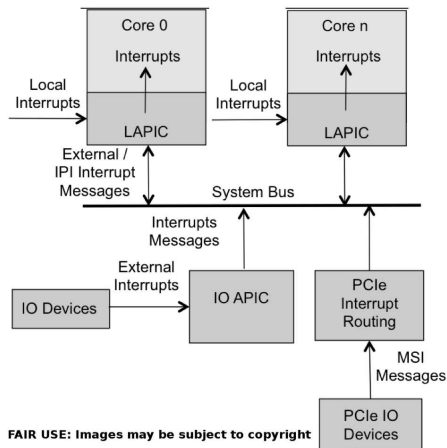 Core 0
Core n
Interrupts
Interrupts
Local
Interrupts
Local
Interrupts
LAPIC
LAPIC
External /
IPI Interrupt
Messages
System Bus
Interrupts
Messages
External
Interrupts
IO Devices
IO APIC
PCIe
Interrupt
Routing
MSI
Messages
PCIe IO
Devices
FAIR USE: Images may be subject to copyright